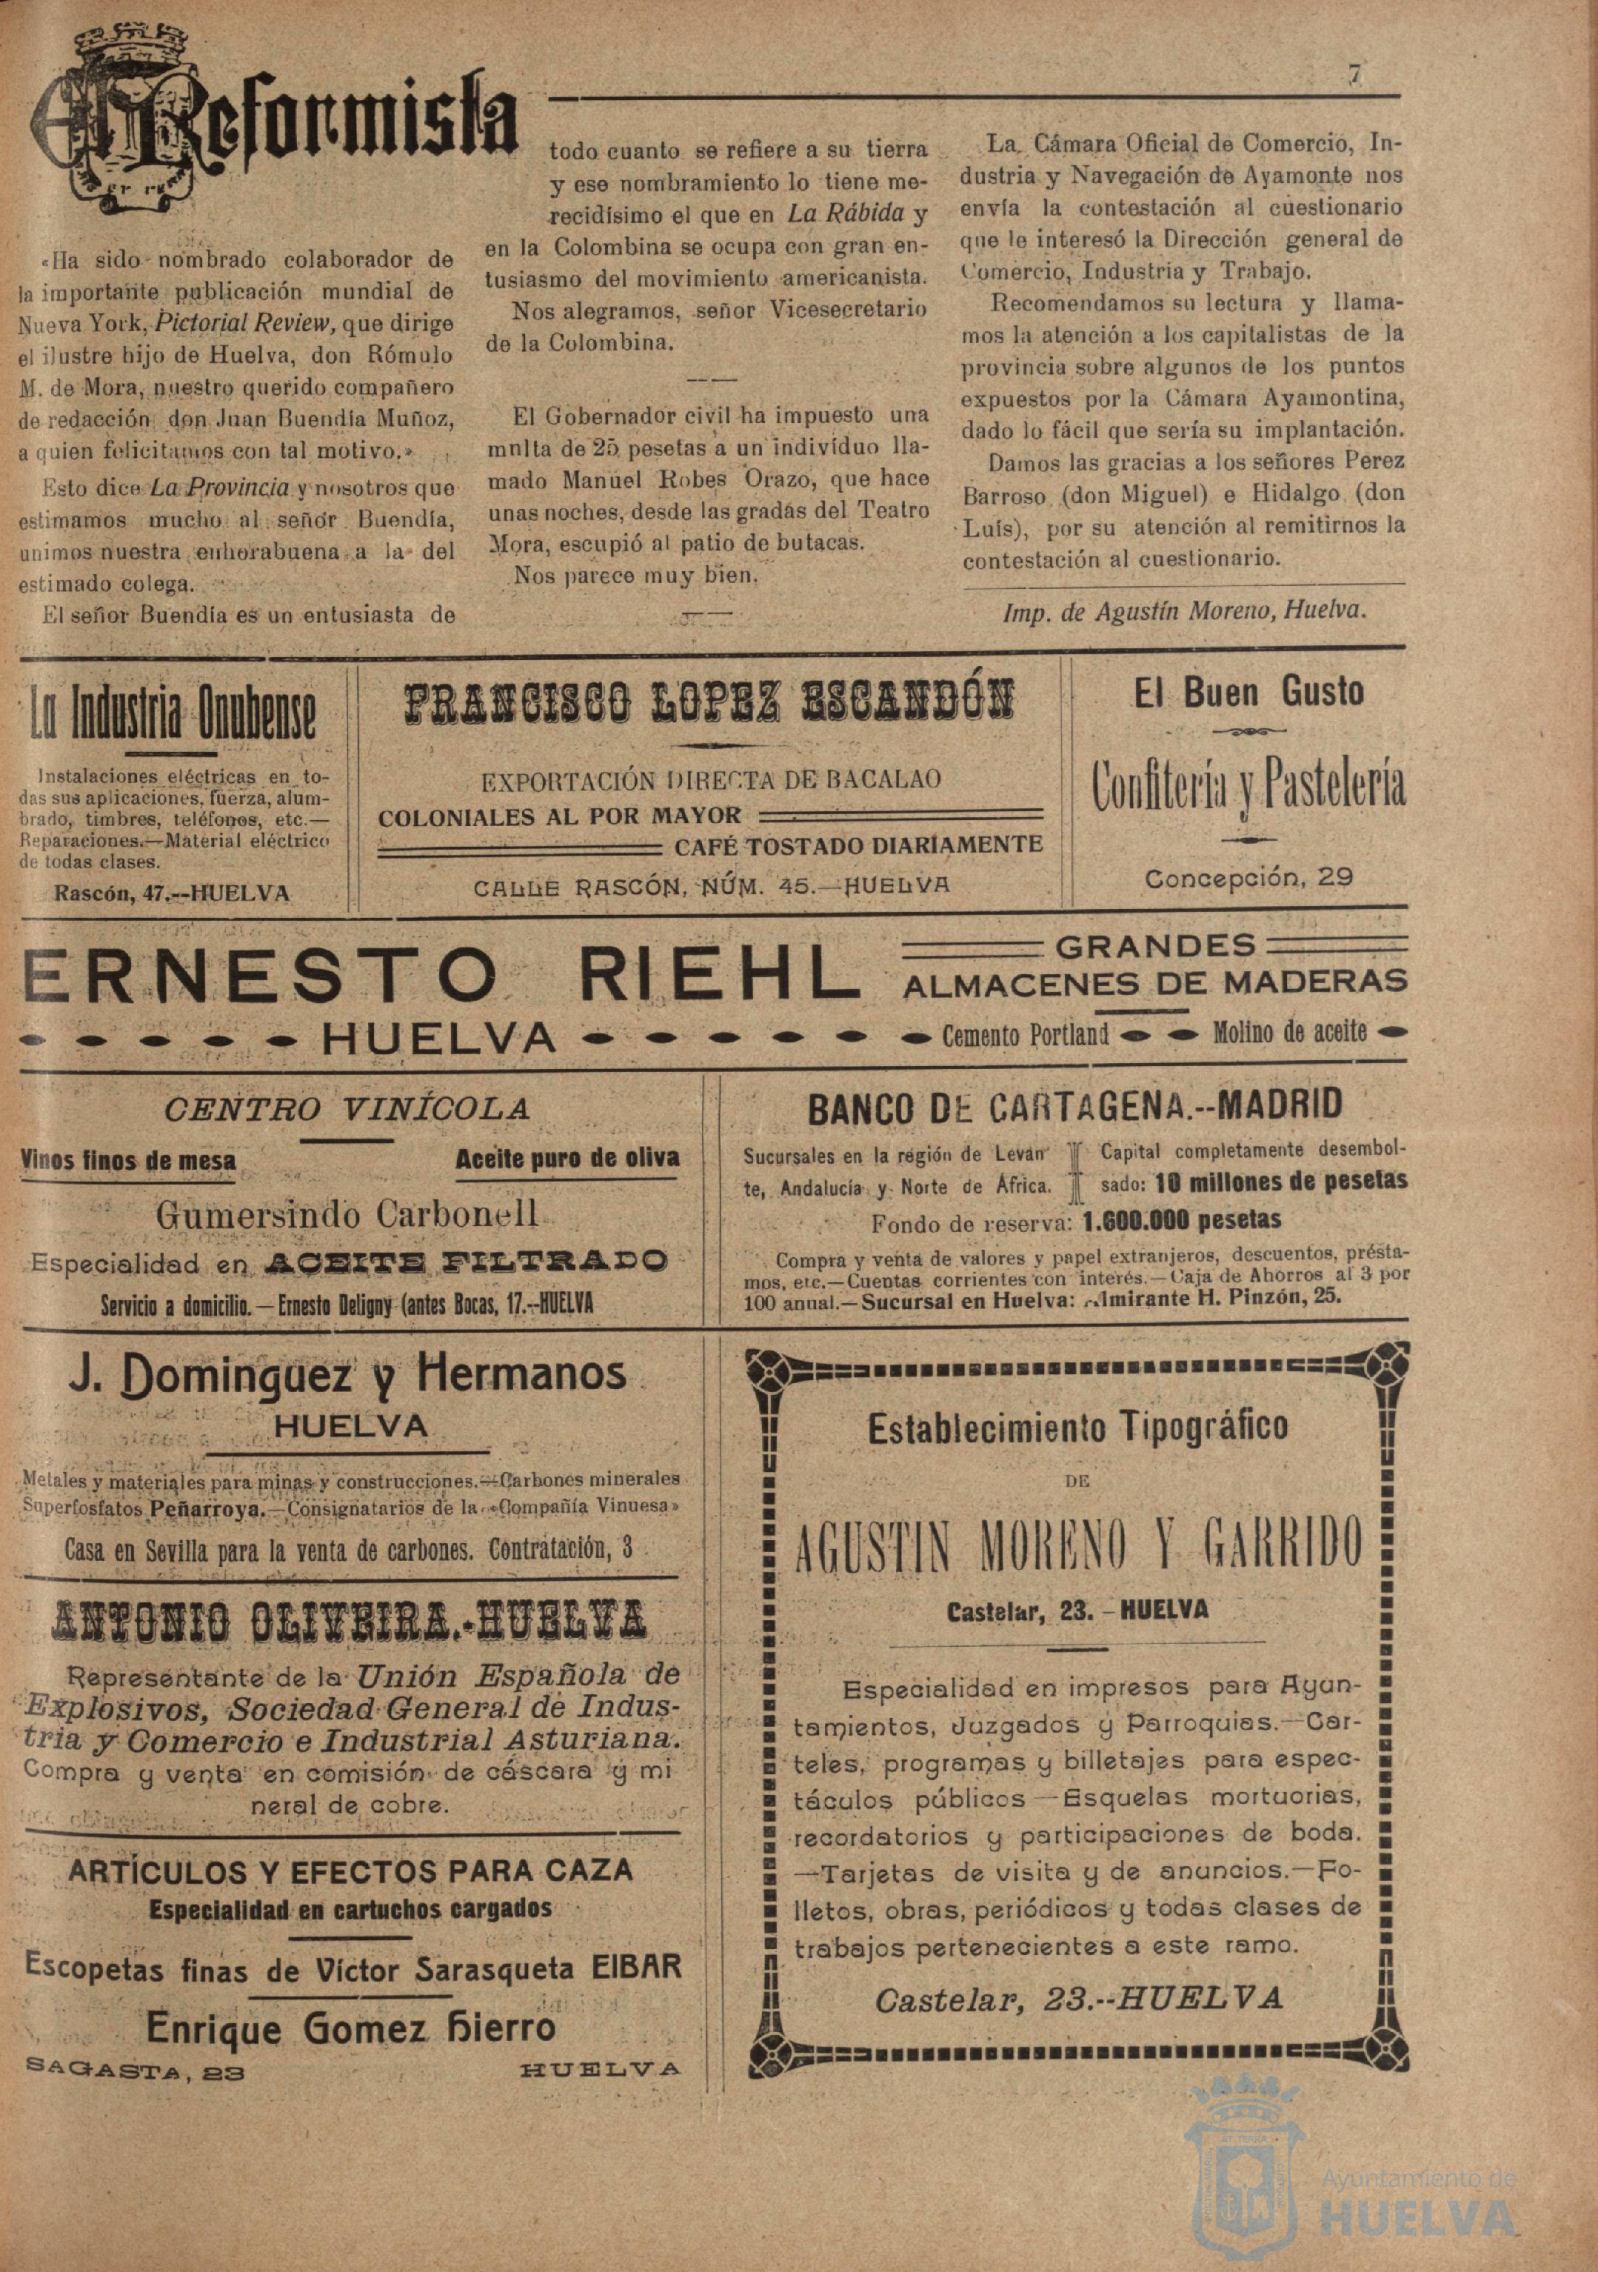 El Reformista
7
«Ha sido nombrado colaborador de
la importante publicación mundial de
Nueva York, Pictorial Review, que dirige
el ilustre hijo de Huelva, don Rómulo
M. de Mora, nuestro querido compañero
de redacción don Juan Buendía Muñoz,
a quien felicitamos con tal motivo.»
Esto dice La Provincia y nosotros que
estimamos mucho al señor Buendía,
unimos nuestra enhorabuena a la del
estimado colega.
El señor Buendía es un entusiasta de
todo cuanto se refiere a su tierra
y ese nombramiento lo tiene me-
recidísimo el que en La Rábida y
en la Colombina se ocupa con gran en-
tusiasmo del movimiento americanista.
Nos alegramos, señor Vicesecretario
de la Colombina.
El Gobernador civil ha impuesto una
mnlta de 25 pesetas a un individuo lla-
mado Manuel Robes Orazo, que hace
unas noches, desde las gradas del Teatro
Mora, escupió al patio de butacas.
Nos parece muy bien.
La Cámara Oficial de Comercio, In-
dustria y Navegación de Ayamonte nos
envía la contestación al cuestionario
que le interesó la Dirección general de
Comercio, Industria y Trabajo.
Recomendamos su lectura y llama-
mos la atención a los capitalistas de la
provincia sobre algunos de los puntos
expuestos por la Cámara Ayamontina,
dado lo fácil que sería su implantación.
Damos las gracias a los señores Perez
Barroso (don Miguel) e Hidalgo (don
Luís), por su atención al remitirnos la
contestación al cuestionario.
Imp. de Agustín Moreno, Huelva.
La Industria Onubense
Instalaciones eléctricas en to-
das sus aplicaciones, fuerza, alum-
brado, timbres, teléfonos, etc.—
Reparaciones.—Material eléctrico
de todas clases.
Rascón, 47.--HUELVA
FRANCISCO LOPEZ ESCANDÓN
EXPORTACIÓN DIRECTA DE BACALAO
COLONIALES AL POR MAYOR
CAFÉ TOSTADO DIARIAMENTE
CALLE RASCÓN, NÚM. 45.—HUELVA
El Buen Gusto
Confitería y Pastelería
Concepción, 29
ERNESTO RIEHL
HUELVA
GRANDES
ALMACENES DE MADERAS
Cemento Portland
Molino de aceite
CENTRO VINÍCOLA
Vinos finos de mesa Aceite puro de oliva
Gumersindo Carbonell
Especialidad en ACEITE FILTRADO
Servicio a domicilio.—Ernesto Deligny (antes Bocas, 17.--HUELVA
BANCO DE CARTAGENA.--MADRID
Sucursales en la región de Levan
te, Andalucía y Norte de África.
Capital completamente desembol-
sado: 10 millones de pesetas
Fondo de reserva: 1.600.000 pesetas
Compra y venta de valores y papel extranjeros, descuentos, présta-
mos, etc.—Cuentas corrientes con interés.—Caja de Ahorros al 3 por
100 anual.—Sucursal en Huelva: Almirante H. Pinzón, 25.
J. Dominguez y Hermanos
HUELVA
Metales y materiales para minas y construcciones.—Carbones minerales
Superfosfatos Peñarroya.—Consignatarios de la «Compañía Vinuesa»
Casa en Sevilla para la venta de carbones. Contratación, 3
ANTONIO OLIVEIRA.-HUELVA
Representante de la Unión Española de
Explosivos, Sociedad General de Indus-
tria y Comercio e Industrial Asturiana.
Compra y venta en comisión de cáscara y mi
neral de cobre.
ARTÍCULOS Y EFECTOS PARA CAZA
Especialidad en cartuchos cargados
Escopetas finas de Víctor Sarasqueta EIBAR
Enrique Gomez Hierro
SAGASTA, 23 HUELVA
Establecimiento Tipográfico
DE
AGUSTIN MORENO Y GARRIDO
Castelar, 23.-HUELVA
Especialidad en impresos para Ayun-
tamientos, Juzgados y Parroquias.—Car-
teles, programas y billetajes para espec-
táculos públicos—Esquelas mortuorias,
recordatorios y participaciones de boda.
—Tarjetas de visita y de anuncios.—Fo-
lletos, obras, periódicos y todas clases de
trabajos pertenecientes a este ramo.
Castelar, 23.--HUELVA
Ayuntamiento de
HUELVA